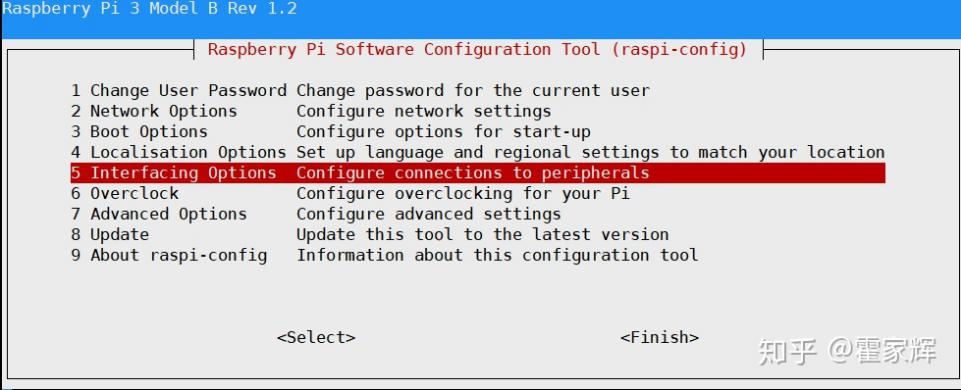 Raspberry Pi 3 Model B Rev 1.2
Raspberry Pi Software Configuration Tool (raspi-config)
1 Change User Password Change password for the current user
2 Network Options Configure network settings
3 Boot Options Configure options for start-up
4 Localisation Options Set up language and regional settings to match your location
5 Interfacing Options Configure connections to peripherals
6 Overclock Configure overclocking for your Pi
7 Advanced Options Configure advanced settings
8 Update Update this tool to the latest version
9 About raspi-config Information about this configuration tool
<Select> <Finish>
知乎 @霍家辉